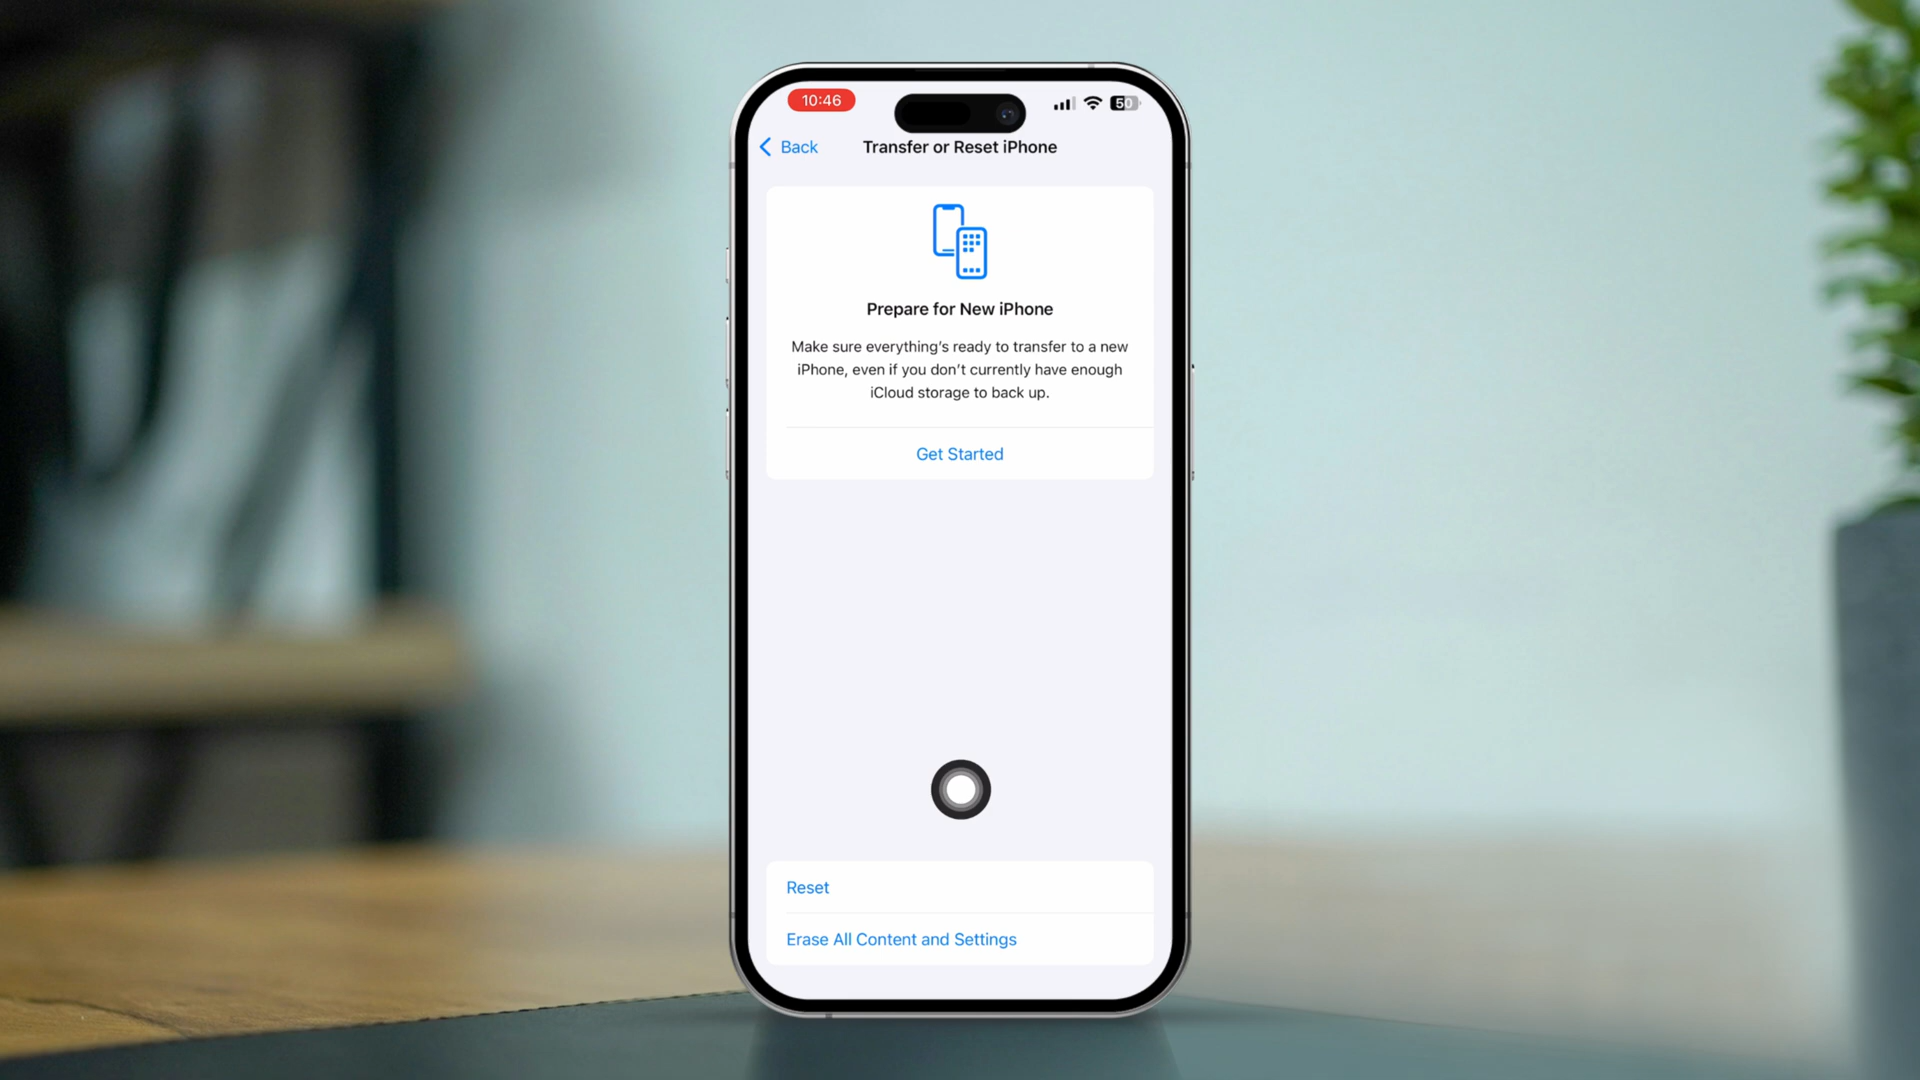 10:46
50
Back
Transfer or Reset iPhone
Prepare for New iPhone
Make sure everything's ready to transfer to a new
iPhone, even if you don't currently have enough
iCloud storage to back up.
Get Started
Reset
Erase All Content and Settings